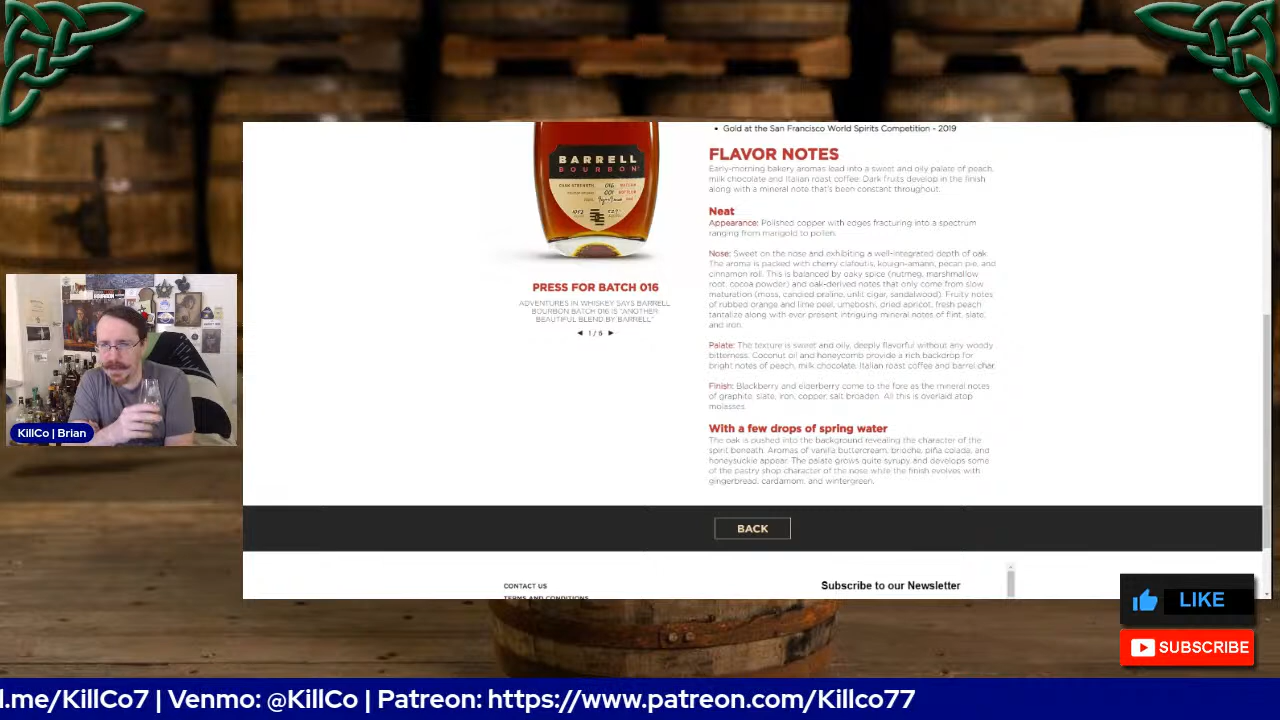 • Gold at the San Francisco World Spirits Competition - 2019
FLAVOR NOTES
Early-morning bakery aromas lead into a sweet and oily palate of peach,
milk chocolate and Italian roast coffee. Dark fruits develop in the finish
along with a mineral note that's been constant throughout.
Neat
Appearance: Polished copper with edges fracturing into a spectrum
ranging from marigold to pollen.
Nose: Sweet on the nose and exhibiting a well-integrated depth of oak.
The aroma is packed with cherry clafoutis, kouign-amann, pecan pie, and
cinnamon roll. This is balanced by oaky spice (nutmeg, marshmallow
root, cocoa powder) and oak-derived notes that only come from slow
maturation (moss, candied praline, unlit cigar, sandalwood). Fruity notes
of rubbed orange and lime peel, umeboshi, dried apricot, fresh peach
tantalize along with ever present, intriguing mineral notes of flint, slate,
and iron.
Palate: The texture is sweet and oily, deeply flavorful without any woody
bitterness. Coconut oil and honeycomb provide a rich backdrop for
bright notes of peach, milk chocolate, Italian roast coffee and barrel char.
Finish: Blackberry and elderberry come to the fore as the mineral notes
of graphite, slate, iron, copper, salt broaden. All this is overlaid atop
molasses.
With a few drops of spring water
The oak is pushed into the background revealing the character of the
spirit beneath. Aromas of vanilla buttercream, brioche, piña colada, and
honeysuckle appear. The palate grows quite syrupy and develops some
of the pastry shop character of the nose while the finish evolves with
gingerbread, cardamom, and wintergreen.
BARRELL
BOURBON
CASK STRENGTH 016
PRESS FOR BATCH 016
ADVENTURES IN WHISKEY SAYS BARRELL
BOURBON BATCH 016 IS "ANOTHER
BEAUTIFUL BLEND BY BARRELL"
◄ 1 / 6 ►
KillCo | Brian
BACK
CONTACT US
TERMS AND CONDITIONS
Subscribe to our Newsletter
LIKE
SUBSCRIBE
l.me/KillCo7 | Venmo: @KillCo | Patreon: https://www.patreon.com/Killco77